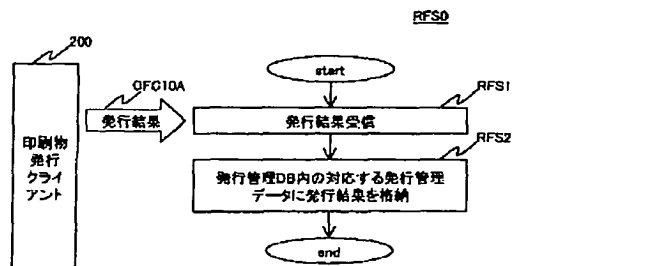 RFS0
200
OFC10A
start
RFS1
発行結果
発行結果受信
RFS2
印刷物
発行
クライ
アント
発行管理DB内の対応する発行管理
データに発行結果を格納
end